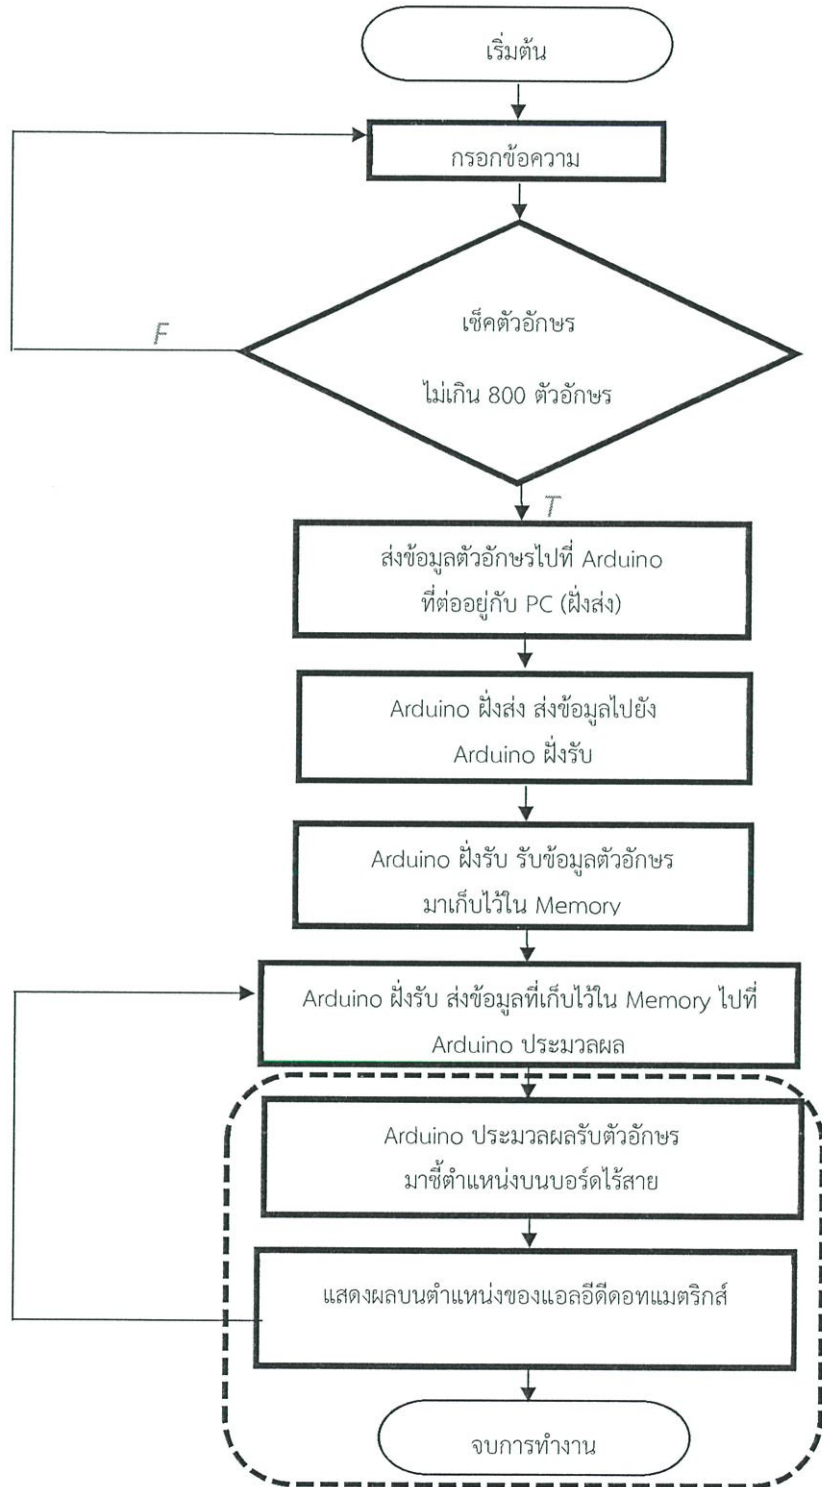 เริ่มต้น
กรอกข้อความ
เช็คตัวอักษร
ไม่เกิน 800 ตัวอักษร
F
T
ส่งข้อมูลตัวอักษรไปที่ Arduino
ที่ต่ออยู่กับ PC (ฝั่งส่ง)
Arduino ฝั่งส่ง ส่งข้อมูลไปยัง
Arduino ฝั่งรับ
Arduino ฝั่งรับ รับข้อมูลตัวอักษร
มาเก็บไว้ใน Memory
Arduino ฝั่งรับ ส่งข้อมูลที่เก็บไว้ใน Memory ไปที่
Arduino ประมวลผล
Arduino ประมวลผลรับตัวอักษร
มาชี้ตำแหน่งบนบอร์ดไร้สาย
แสดงผลบนตำแหน่งของแอลอีดีดอทแมตริกส์
จบการทำงาน